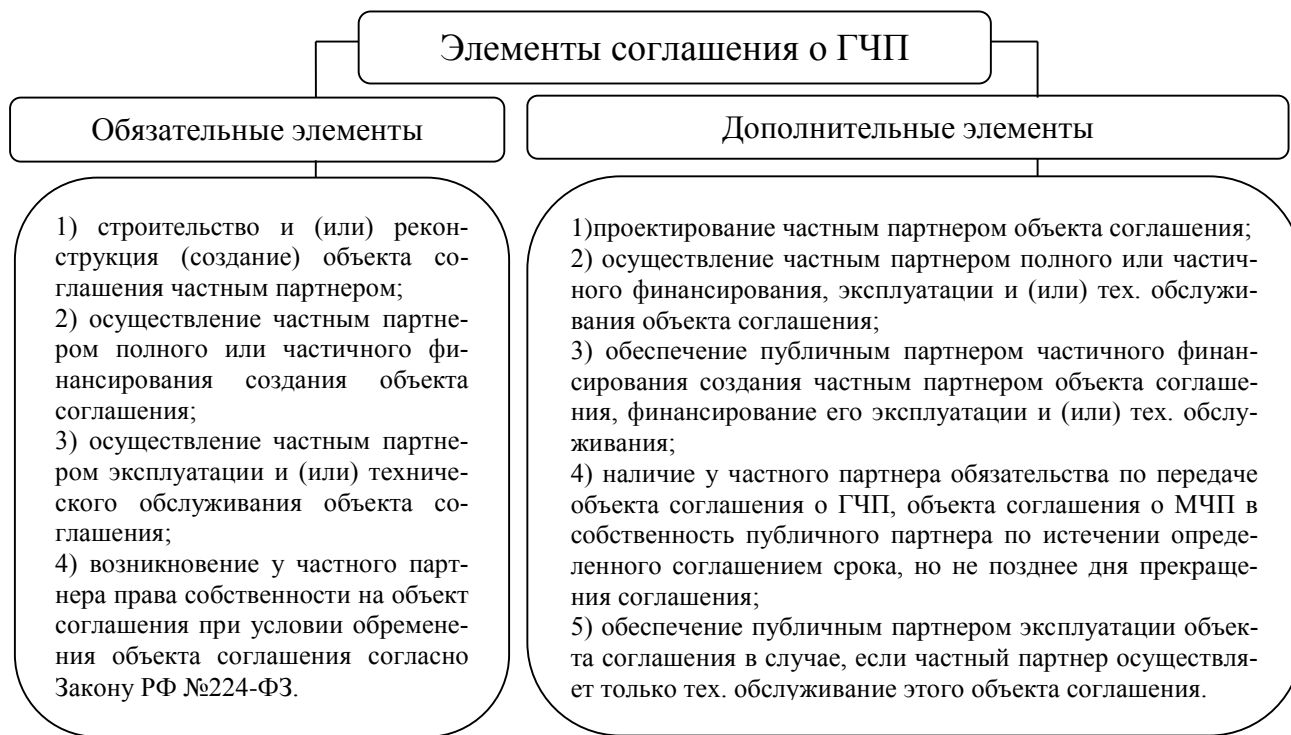 Элементы соглашения о ГЧП
Обязательные элементы
Дополнительные элементы
1) строительство и (или) рекон-
струкция (создание) объекта со-
глашения частным партнером;
2) осуществление частным партне-
ром полного или частичного фи-
нансирования создания объекта
соглашения;
3) осуществление частным партне-
ром эксплуатации и (или) техниче-
ского обслуживания объекта со-
глашения;
4) возникновение у частного парт-
нера права собственности на объект
соглашения при условии обремене-
ния объекта соглашения согласно
Закону РФ №224-ФЗ.
1)проектирование частным партнером объекта соглашения;
2) осуществление частным партнером полного или частич-
ного финансирования, эксплуатации и (или) тех. обслужи-
вания объекта соглашения;
3) обеспечение публичным партнером частичного финан-
сирования создания частным партнером объекта соглаше-
ния, финансирование его эксплуатации и (или) тех. обслу-
живания;
4) наличие у частного партнера обязательства по передаче
объекта соглашения о ГЧП, объекта соглашения о МЧП в
собственность публичного партнера по истечении опреде-
ленного соглашением срока, но не позднее дня прекраще-
ния соглашения;
5) обеспечение публичным партнером эксплуатации объек-
та соглашения в случае, если частный партнер осуществля-
ет только тех. обслуживание этого объекта соглашения.